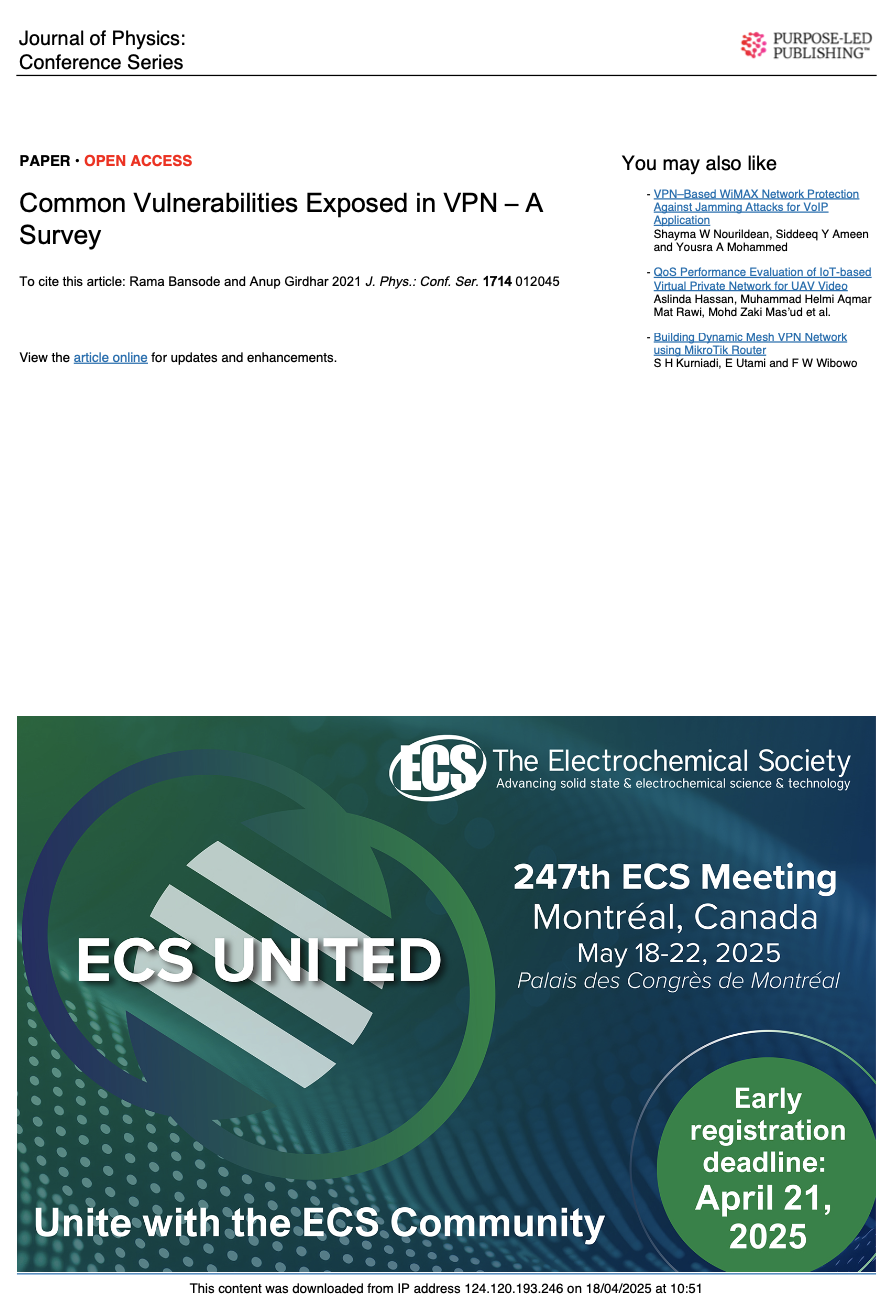 Journal of Physics:
Conference Series
PURPOSE-LED
PUBLISHING™
PAPER • OPEN ACCESS
Common Vulnerabilities Exposed in VPN – A
Survey
To cite this article: Rama Bansode and Anup Girdhar 2021 J. Phys.: Conf. Ser. 1714 012045
View the article online for updates and enhancements.
You may also like
- VPN–Based WiMAX Network Protection
Against Jamming Attacks for VoIP
Application
Shayma W Nourildean, Siddeeq Y Ameen
and Yousra A Mohammed
- QoS Performance Evaluation of IoT-based
Virtual Private Network for UAV Video
Aslinda Hassan, Muhammad Helmi Aqmar
Mat Rawi, Mohd Zaki Mas'ud et al.
- Building Dynamic Mesh VPN Network
using MikroTik Router
S H Kurniadi, E Utami and F W Wibowo
ECS The Electrochemical Society
Advancing solid state & electrochemical science & technology
247th ECS Meeting
Montréal, Canada
May 18-22, 2025
Palais des Congrès de Montréal
ECS UNITED
Early
registration
deadline:
April 21,
2025
Unite with the ECS Community
This content was downloaded from IP address 124.120.193.246 on 18/04/2025 at 10:51